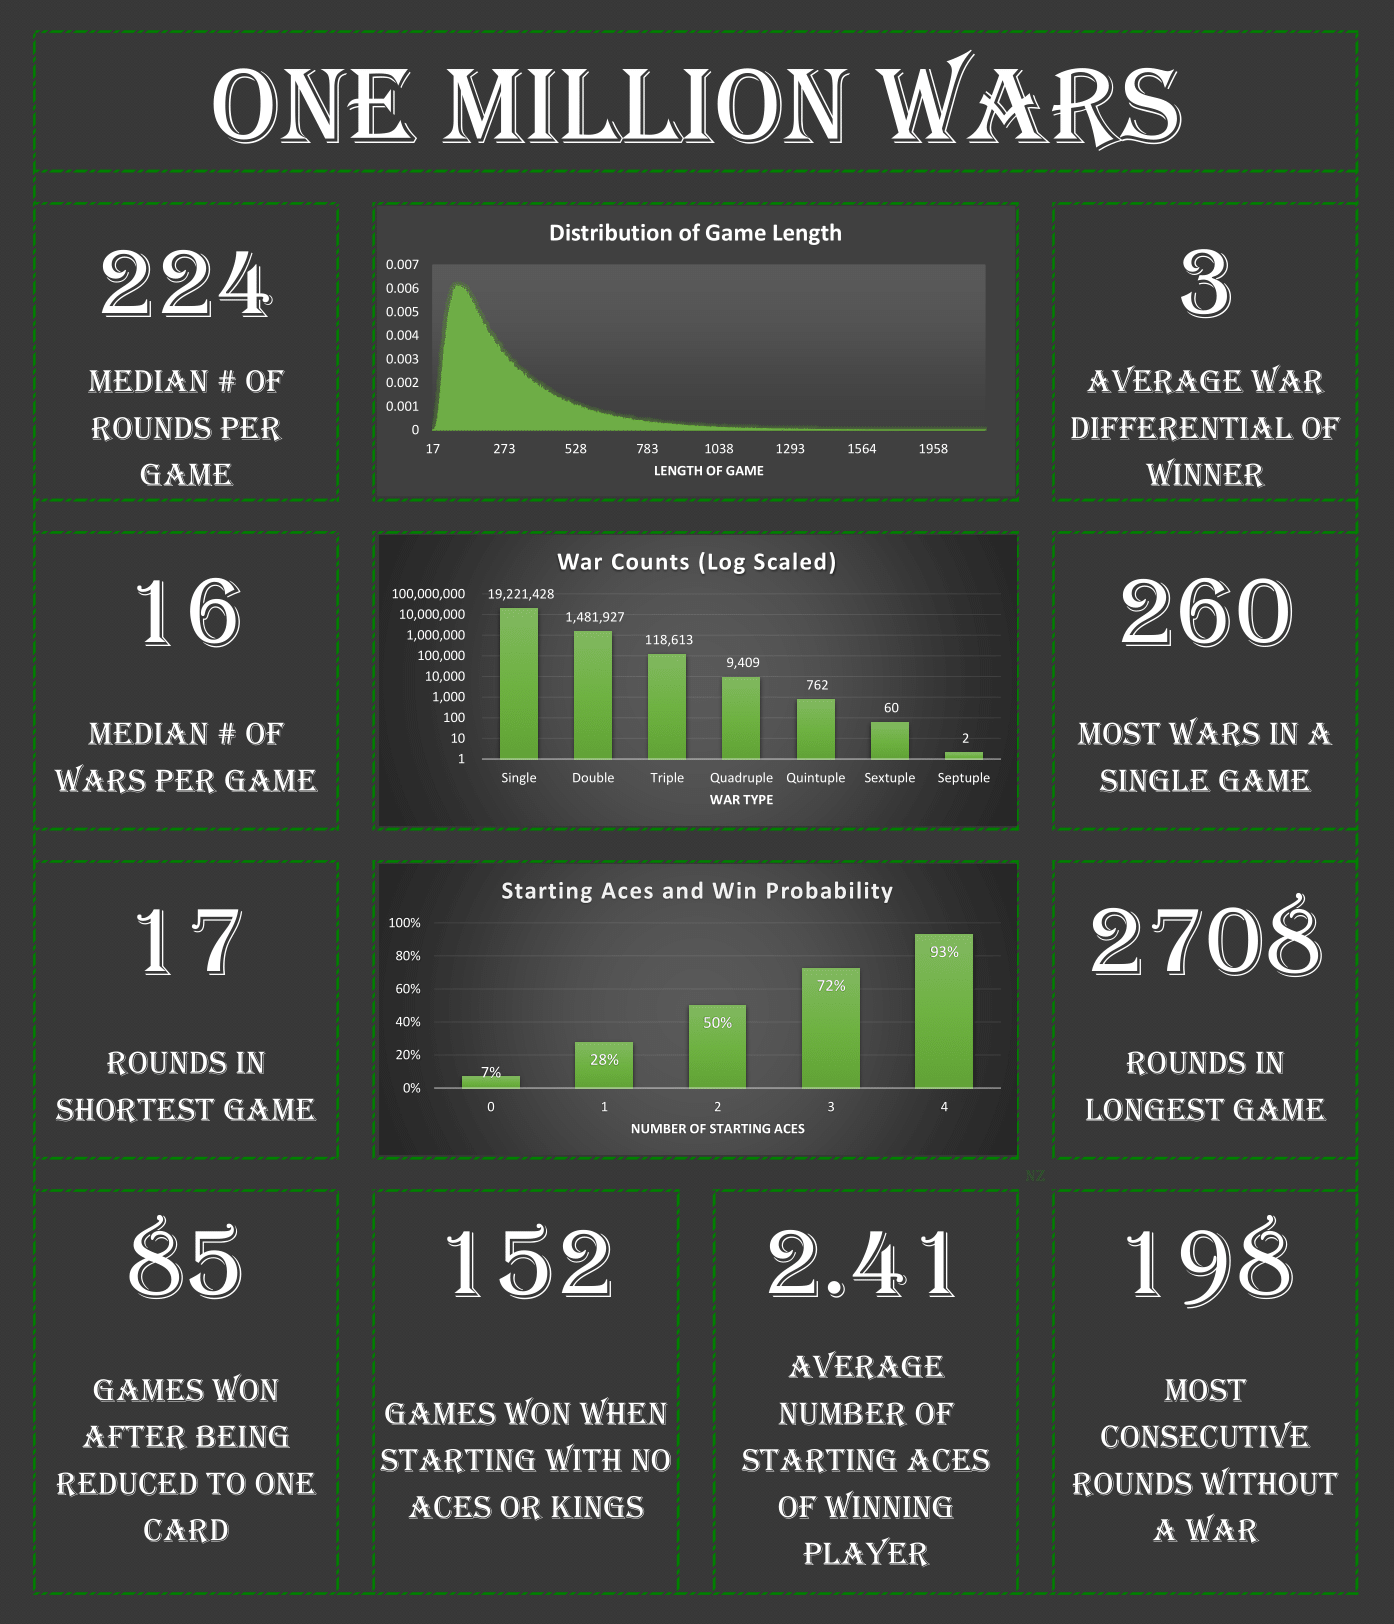 ONE MILLION WARS
224
MEDIAN # OF
ROUNDS PER
GAME
Distribution of Game Length
0.007
0.006
0.005
0.004
0.003
0.002
0.001
0
17 273 528 783 1038 1293 1564 1958
LENGTH OF GAME
3
AVERAGE WAR
DIFFERENTIAL OF
WINNER
16
MEDIAN # OF
WARS PER GAME
War Counts (Log Scaled)
100,000,000
10,000,000
1,000,000
100,000
10,000
1,000
100
10
1
19,221,428
1,481,927
118,613
9,409
762
60
2
Single Double Triple Quadruple Quintuple Sextuple Septuple
WAR TYPE
260
MOST WARS IN A
SINGLE GAME
17
ROUNDS IN
SHORTEST GAME
Starting Aces and Win Probability
100%
80%
60%
40%
20%
0%
7%
28%
50%
72%
93%
0 1 2 3 4
NUMBER OF STARTING ACES
2708
ROUNDS IN
LONGEST GAME
NZ
85
GAMES WON
AFTER BEING
REDUCED TO ONE
CARD
152
GAMES WON WHEN
STARTING WITH NO
ACES OR KINGS
2.41
AVERAGE
NUMBER OF
STARTING ACES
OF WINNING
PLAYER
198
MOST
CONSECUTIVE
ROUNDS WITHOUT
A WAR